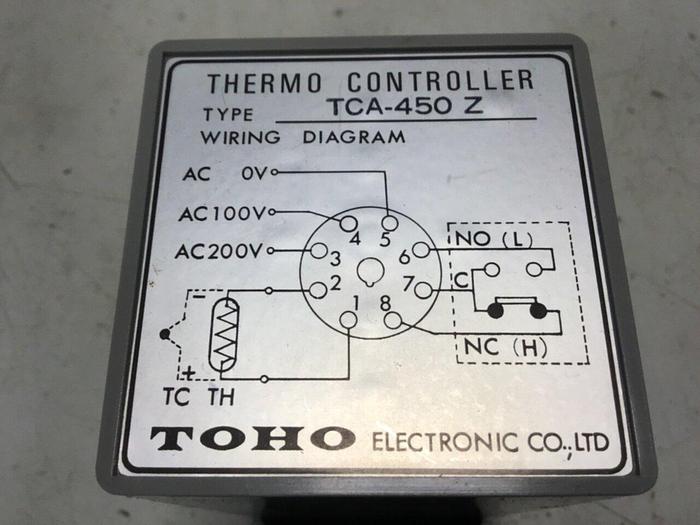 THERMO CONTROLLER
TYPE TCA-450 Z
WIRING DIAGRAM
AC 0V
AC100V
AC200V
4 5
3 6
2 7
1 8
NO (L)
C
NC (H)
−
+
TC TH
TOHO ELECTRONIC CO.,LTD